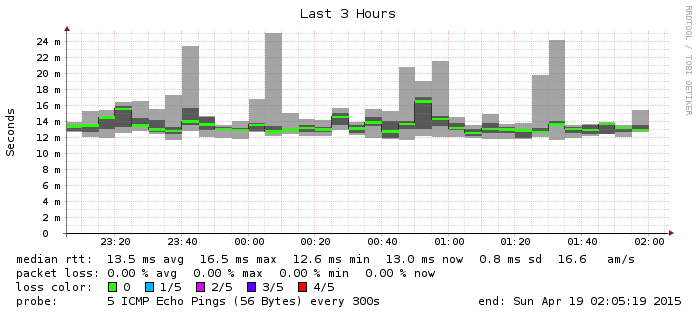 Last 3 Hours
RRDTOOL / TOBI OETIKER
Seconds
24 m
22 m
20 m
18 m
16 m
14 m
12 m
10 m
8 m
6 m
4 m
2 m
0
23:20 23:40 00:00 00:20 00:40 01:00 01:20 01:40 02:00
median rtt: 13.5 ms avg 16.5 ms max 12.6 ms min 13.0 ms now 0.8 ms sd 16.6 am/s
packet loss: 0.00 % avg 0.00 % max 0.00 % min 0.00 % now
loss color: 0 1/5 2/5 3/5 4/5
probe: 5 ICMP Echo Pings (56 Bytes) every 300s end: Sun Apr 19 02:05:19 2015